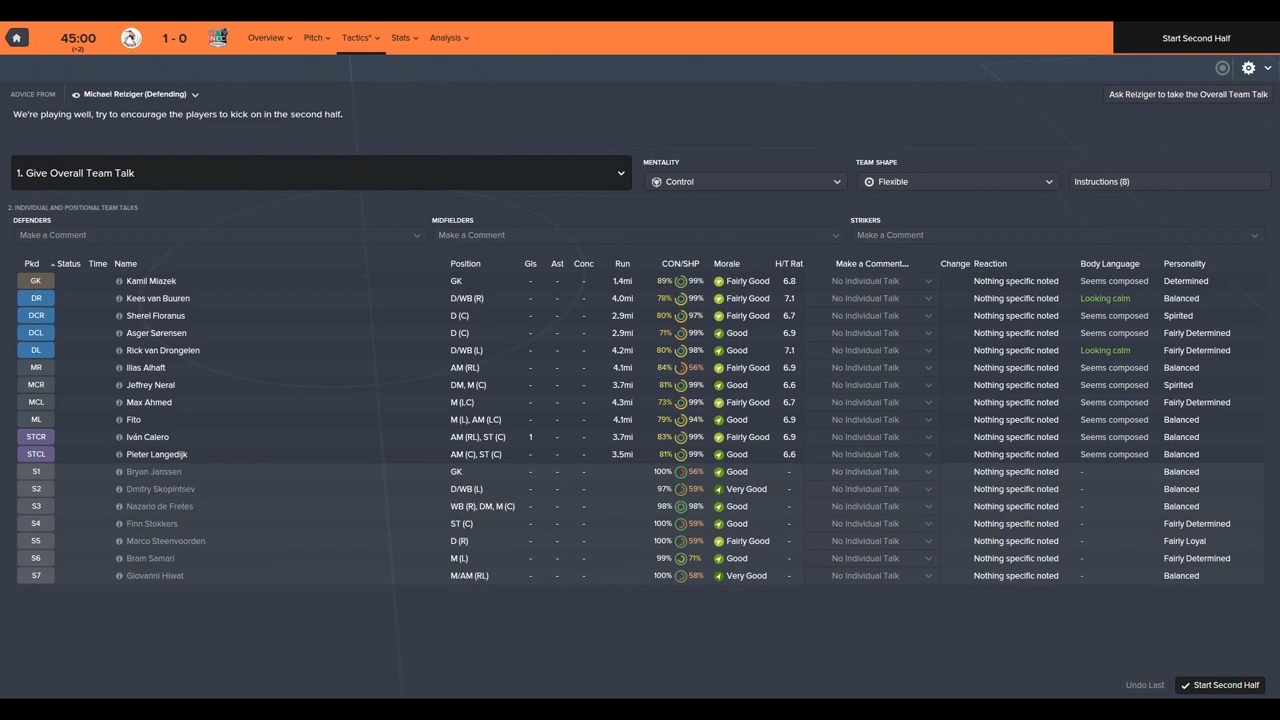 45:00
(+2)
1 - 0
NEC
Overview
Pitch
Tactics*
Stats
Analysis
Start Second Half
ADVICE FROM
Michael Reiziger (Defending)
Ask Reiziger to take the Overall Team Talk
We're playing well, try to encourage the players to kick on in the second half.
1. Give Overall Team Talk
MENTALITY
Control
TEAM SHAPE
Flexible
Instructions (8)
2. INDIVIDUAL AND POSITIONAL TEAM TALKS
DEFENDERS MIDFIELDERS STRIKERS
Make a Comment Make a Comment Make a Comment
Pkd Status Time Name Position Gls Ast Conc Run CON/SHP Morale H/T Rat Make a Comment... Change Reaction Body Language Personality
GK Kamil Miazek GK - - - 1.4mi 89% 99% Fairly Good 6.8 No Individual Talk Nothing specific noted Seems composed Determined
DR Kees van Buuren D/WB (R) - - - 4.0mi 78% 99% Fairly Good 7.1 No Individual Talk Nothing specific noted Looking calm Balanced
DCR Sherel Floranus D (C) - - - 2.9mi 80% 97% Fairly Good 6.7 No Individual Talk Nothing specific noted Seems composed Spirited
DCL Asger Sørensen D (C) - - - 2.9mi 71% 99% Good 6.9 No Individual Talk Nothing specific noted Seems composed Fairly Determined
DL Rick van Drongelen D/WB (L) - - - 4.2mi 80% 98% Good 7.1 No Individual Talk Nothing specific noted Looking calm Fairly Determined
MR Ilias Alhaft AM (RL) - - - 4.1mi 84% 56% Fairly Good 6.9 No Individual Talk Nothing specific noted Seems composed Balanced
MCR Jeffrey Neral DM, M (C) - - - 3.7mi 81% 99% Good 6.6 No Individual Talk Nothing specific noted Seems composed Spirited
MCL Max Ahmed M (LC) - - - 4.3mi 73% 99% Fairly Good 6.7 No Individual Talk Nothing specific noted Seems composed Fairly Determined
ML Fito M (L), AM (LC) - - - 4.1mi 79% 94% Good 6.9 No Individual Talk Nothing specific noted Seems composed Balanced
STCR Iván Calero AM (RL), ST (C) 1 - - 3.7mi 83% 99% Fairly Good 6.9 No Individual Talk Nothing specific noted Seems composed Balanced
STCL Pieter Langedijk AM (C), ST (C) - - - 3.5mi 81% 99% Good 6.6 No Individual Talk Nothing specific noted Seems composed Balanced
S1 Bryan Janssen GK - - - 100% 56% Good - No Individual Talk Nothing specific noted - Balanced
S2 Dmitry Skopintsev D/WB (L) - - - 97% 59% Very Good - No Individual Talk Nothing specific noted - Balanced
S3 Nazario de Fretes WB (R), DM, M (C) - - - 98% 98% Good - No Individual Talk Nothing specific noted - Balanced
S4 Finn Stokkers ST (C) - - - 100% 59% Good - No Individual Talk Nothing specific noted - Fairly Determined
S5 Marco Steenvoorden D (R) - - - 100% 59% Fairly Good - No Individual Talk Nothing specific noted - Fairly Loyal
S6 Bram Samari M (L) - - - 99% 71% Good - No Individual Talk Nothing specific noted - Fairly Determined
S7 Giovanni Hiwat M/AM (RL) - - - 100% 58% Very Good - No Individual Talk Nothing specific noted - Balanced
Undo Last
Start Second Half